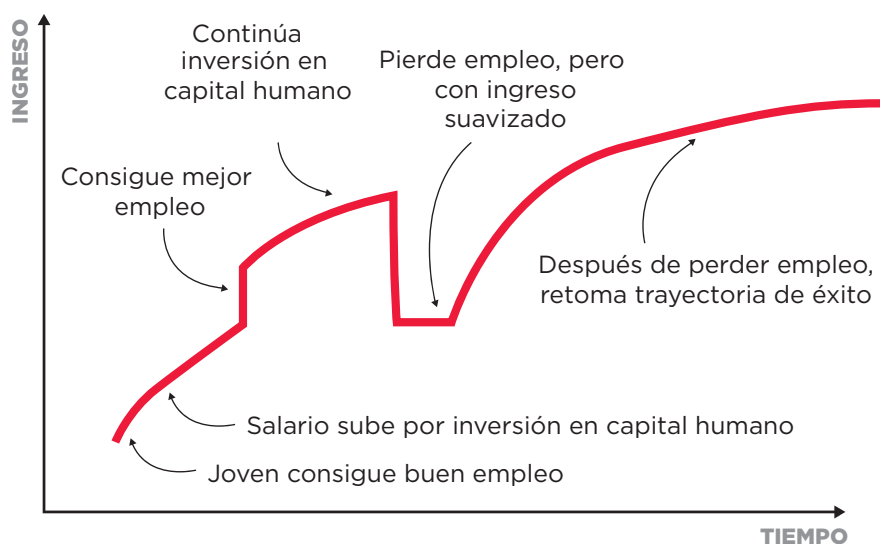 INGRESO
Continúa
inversión en
capital humano
Pierde empleo, pero
con ingreso
suavizado
Consigue mejor
empleo
Después de perder empleo,
retoma trayectoria de éxito
Salario sube por inversión en capital humano
Joven consigue buen empleo
TIEMPO